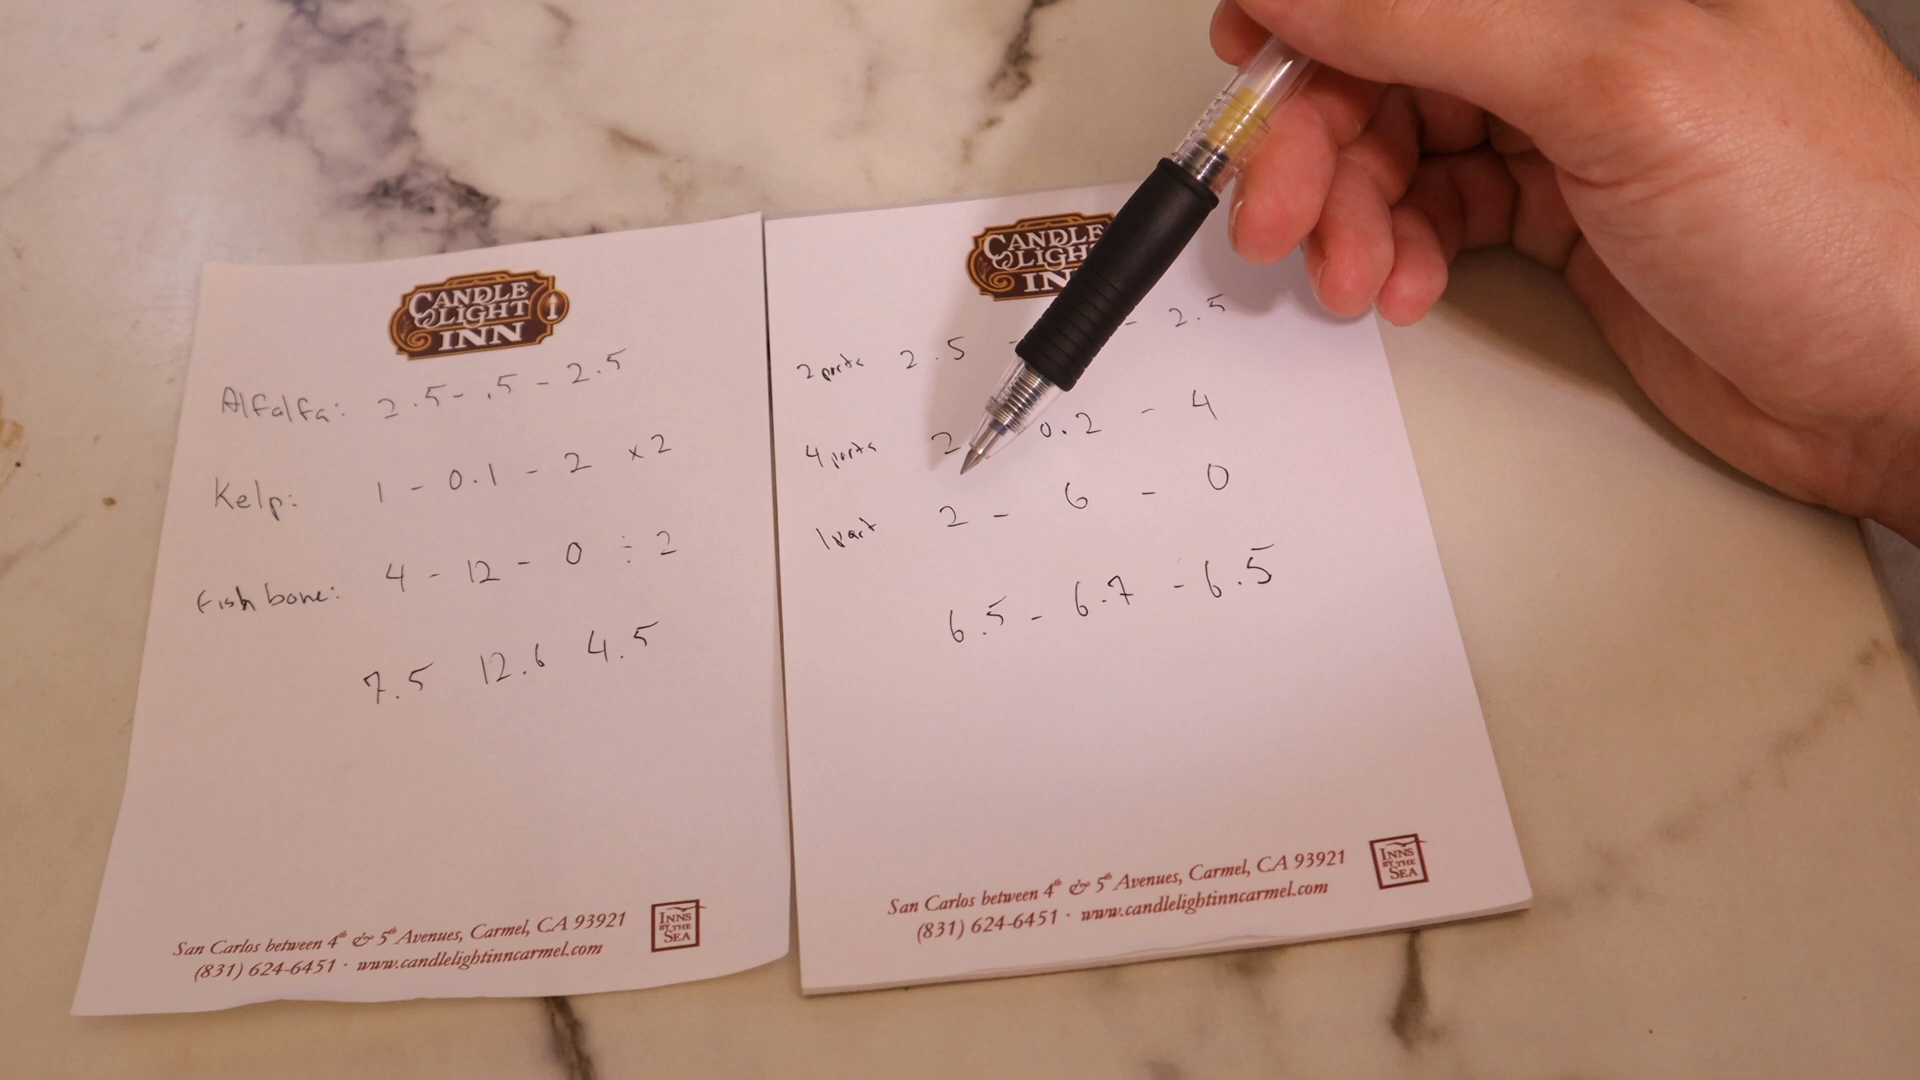 CANDLE
LIGHT
INN
Alfalfa: 2.5 - .5 - 2.5
Kelp: 1 - 0.1 - 2 x2
Fish bone: 4 - 12 - 0 ÷ 2
7.5 12.6 4.5
San Carlos between 4th & 5th Avenues, Carmel, CA 93921
(831) 624-6451 · www.candlelightinncarmel.com
INNS
BY THE
SEA
CANDLE
LIGHT
IN
2 parts 2.5 - - 2.5
4 parts 2 0.2 - 4
1 part 2 - 6 - 0
6.5 - 6.7 - 6.5
San Carlos between 4th & 5th Avenues, Carmel, CA 93921
(831) 624-6451 · www.candlelightinncarmel.com
INNS
BY THE
SEA